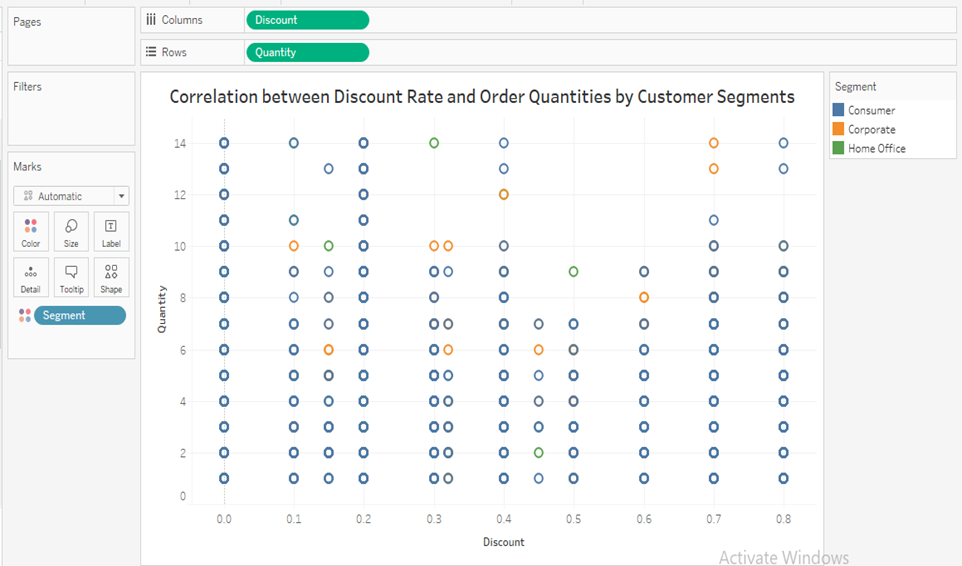 Pages
Columns
Discount
Rows
Quantity
Filters
Marks
Automatic
Color
Size
Label
Detail
Tooltip
Shape
Segment
Correlation between Discount Rate and Order Quantities by Customer Segments
Quantity
14
12
10
8
6
4
2
0
0.0 0.1 0.2 0.3 0.4 0.5 0.6 0.7 0.8
Discount
Segment
Consumer
Corporate
Home Office
Activate Windows